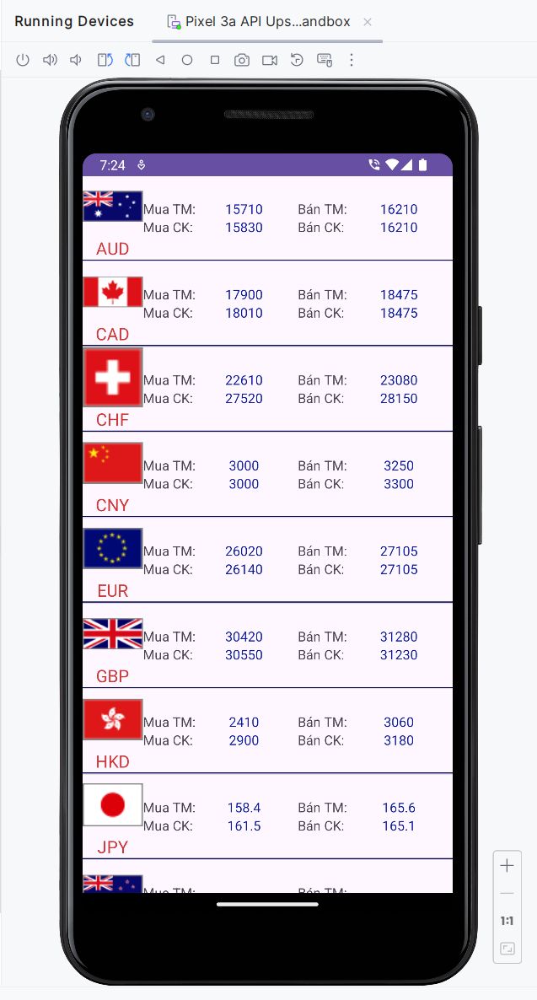 Running Devices Pixel 3a API Ups...andbox
7:24
Mua TM: 15710 Bán TM: 16210
Mua CK: 15830 Bán CK: 16210
AUD
Mua TM: 17900 Bán TM: 18475
Mua CK: 18010 Bán CK: 18475
CAD
Mua TM: 22610 Bán TM: 23080
Mua CK: 27520 Bán CK: 28150
CHF
Mua TM: 3000 Bán TM: 3250
Mua CK: 3000 Bán CK: 3300
CNY
Mua TM: 26020 Bán TM: 27105
Mua CK: 26140 Bán CK: 27105
EUR
Mua TM: 30420 Bán TM: 31280
Mua CK: 30550 Bán CK: 31230
GBP
Mua TM: 2410 Bán TM: 3060
Mua CK: 2900 Bán CK: 3180
HKD
Mua TM: 158.4 Bán TM: 165.6
Mua CK: 161.5 Bán CK: 165.1
JPY
Mua TM: Bán TM:
1:1